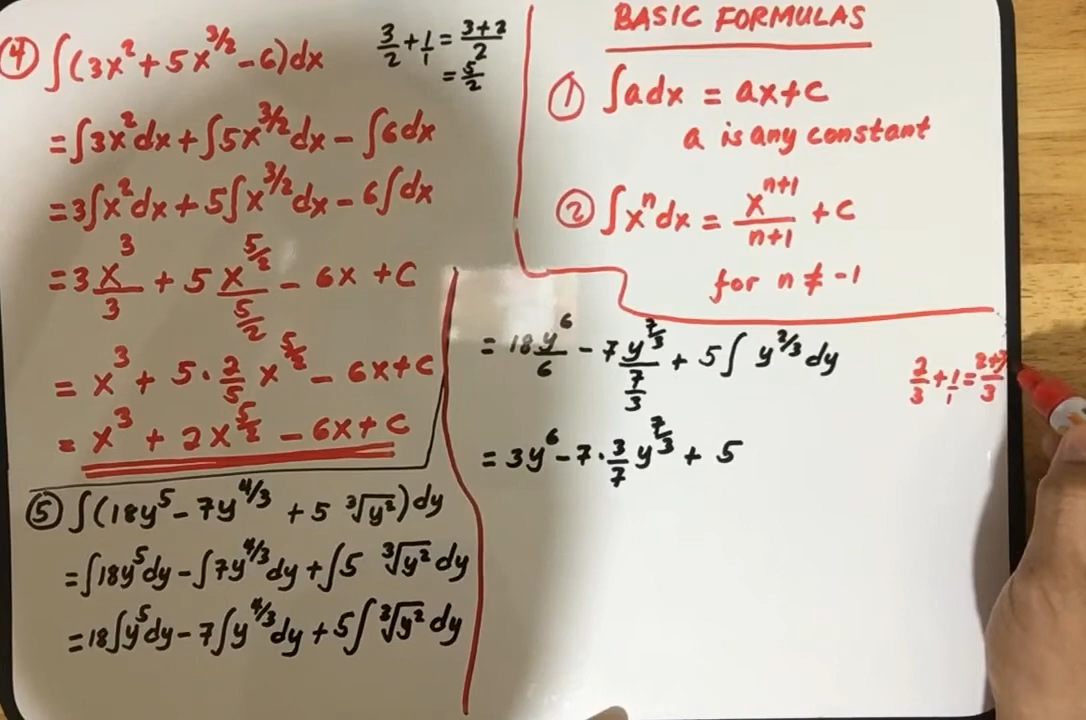 ④ ∫(3x² + 5x^3/2 - 6)dx
3/2 + 1/1 = 3+2/2
= 5/2
= ∫3x²dx + ∫5x^3/2 dx - ∫6dx
= 3∫x²dx + 5∫x^3/2 dx - 6∫dx
= 3 x³/3 + 5 x^5/2 / 5/2 - 6x + C
= x³ + 5 · 2/5 x^5/2 - 6x + C
= x³ + 2x^5/2 - 6x + C
⑤ ∫(18y⁵ - 7y^4/3 + 5 ³√y²) dy
= ∫18y⁵dy - ∫7y^4/3 dy + ∫5 ³√y² dy
= 18∫y⁵dy - 7∫y^4/3 dy + 5∫ ³√y² dy
BASIC FORMULAS
① ∫adx = ax + c
a is any constant
② ∫xⁿdx = x^n+1 / n+1 + c
for n ≠ -1
= 18 y⁶/6 - 7 y^7/3 / 7/3 + 5∫ y^2/3 dy
2/3 + 1/1 = 2+3/3
= 3y⁶ - 7 · 3/7 y^7/3 + 5